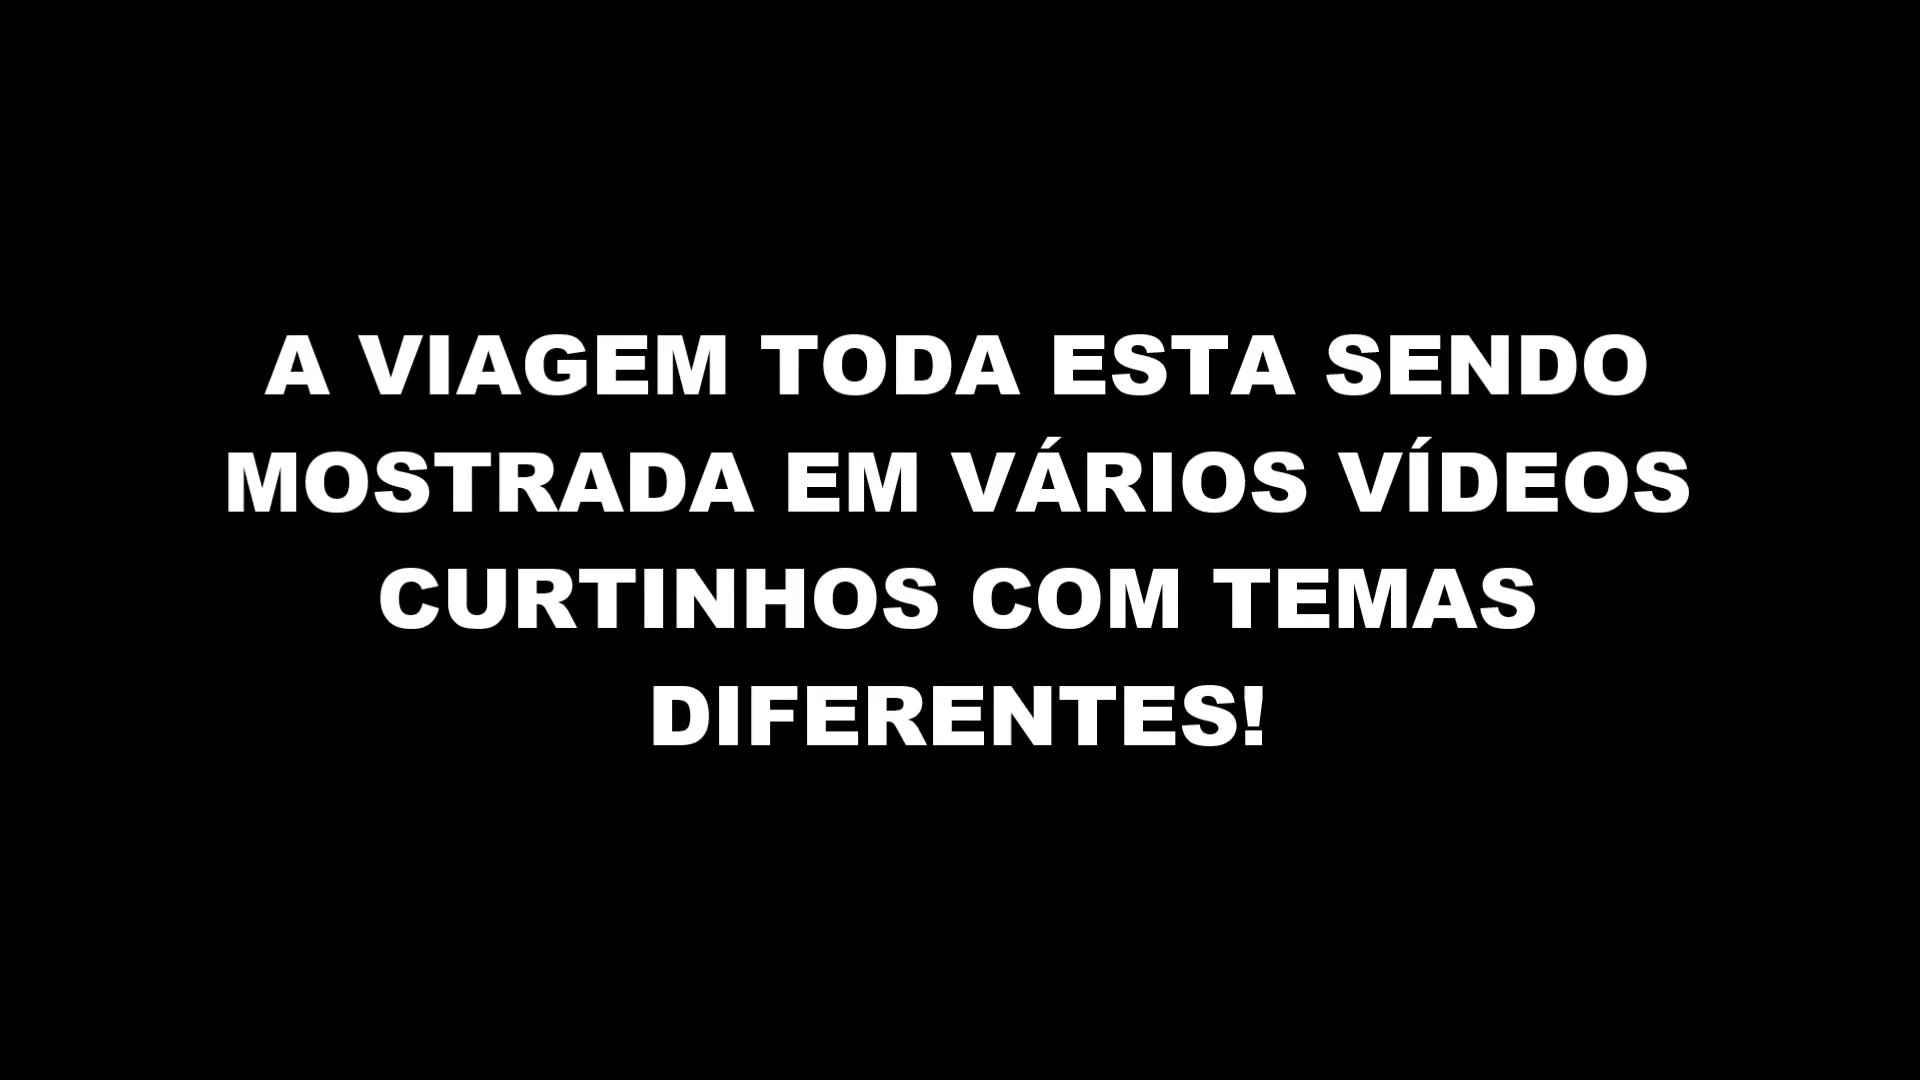 A VIAGEM TODA ESTA SENDO
MOSTRADA EM VÁRIOS VÍDEOS
CURTINHOS COM TEMAS
DIFERENTES!